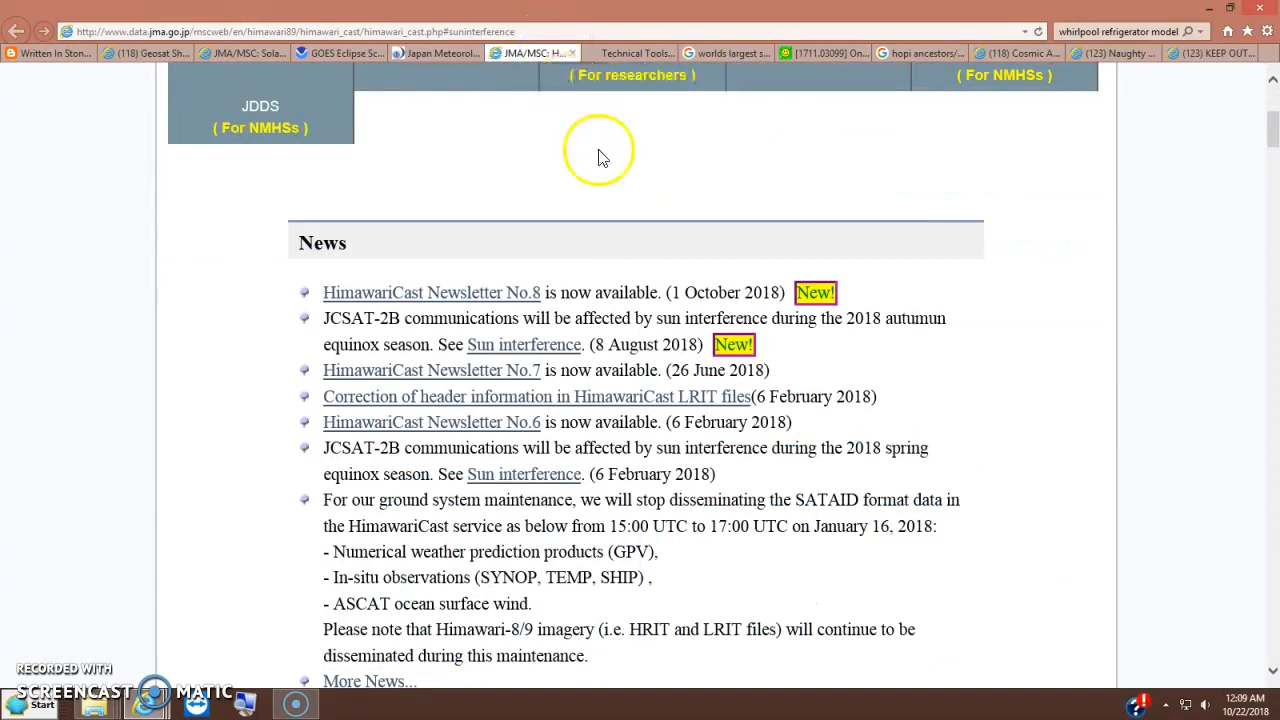 http://www.data.jma.go.jp/mscweb/en/himawari89/himawari_cast/himawari_cast.php#suninterference
whirlpool refrigerator model
Written In Ston...
(118) Geosat Sh...
JMA/MSC: Sola...
GOES Eclipse Sc...
Japan Meteorol...
JMA/MSC: H...
Technical Tools...
worlds largest s...
(1711.03099) On...
hopi ancestors/...
(118) Cosmic A...
(123) Naughty ...
(123) KEEP OUT...
( For researchers )
( For NMHSs )
JDDS
( For NMHSs )
News
HimawariCast Newsletter No.8 is now available. (1 October 2018) New!
JCSAT-2B communications will be affected by sun interference during the 2018 autumun
equinox season. See Sun interference. (8 August 2018) New!
HimawariCast Newsletter No.7 is now available. (26 June 2018)
Correction of header information in HimawariCast LRIT files(6 February 2018)
HimawariCast Newsletter No.6 is now available. (6 February 2018)
JCSAT-2B communications will be affected by sun interference during the 2018 spring
equinox season. See Sun interference. (6 February 2018)
For our ground system maintenance, we will stop disseminating the SATAID format data in
the HimawariCast service as below from 15:00 UTC to 17:00 UTC on January 16, 2018:
- Numerical weather prediction products (GPV),
- In-situ observations (SYNOP, TEMP, SHIP) ,
- ASCAT ocean surface wind.
Please note that Himawari-8/9 imagery (i.e. HRIT and LRIT files) will continue to be
disseminated during this maintenance.
More News...
RECORDED WITH
SCREENCAST MATIC
Start
12:09 AM
10/22/2018